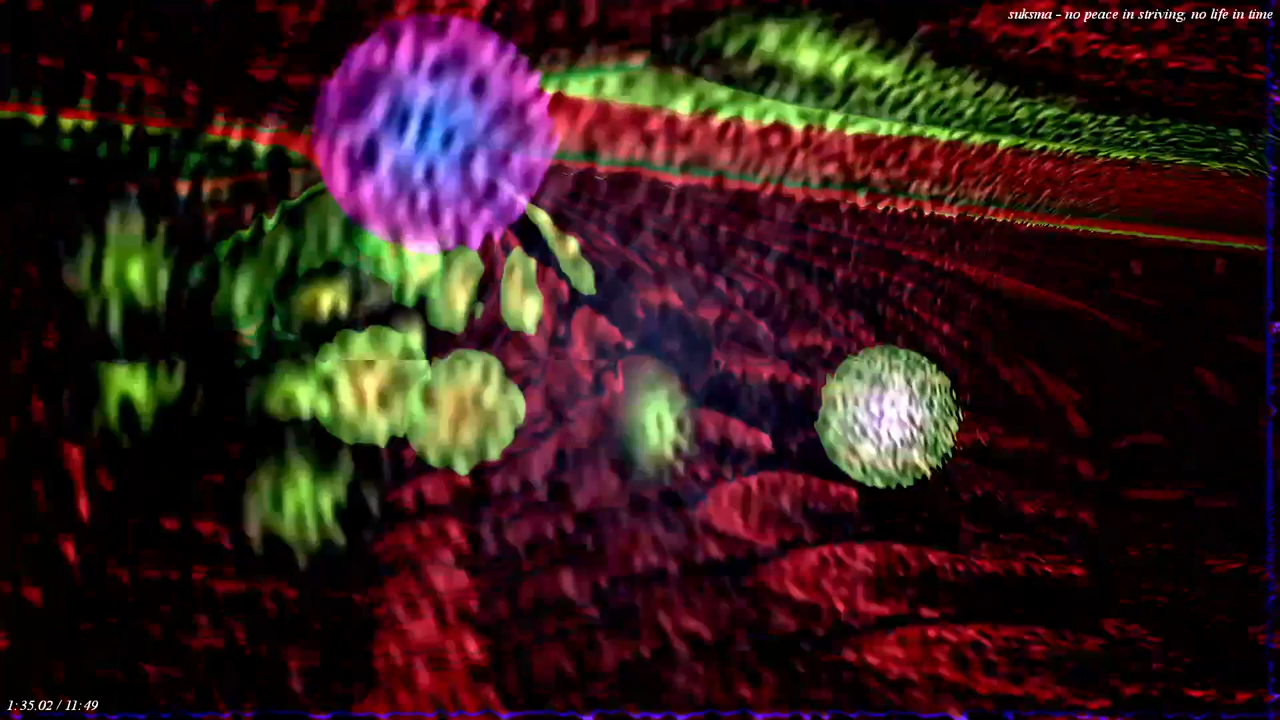 suksma - no peace in striving, no life in time
1:35.02 / 11:49